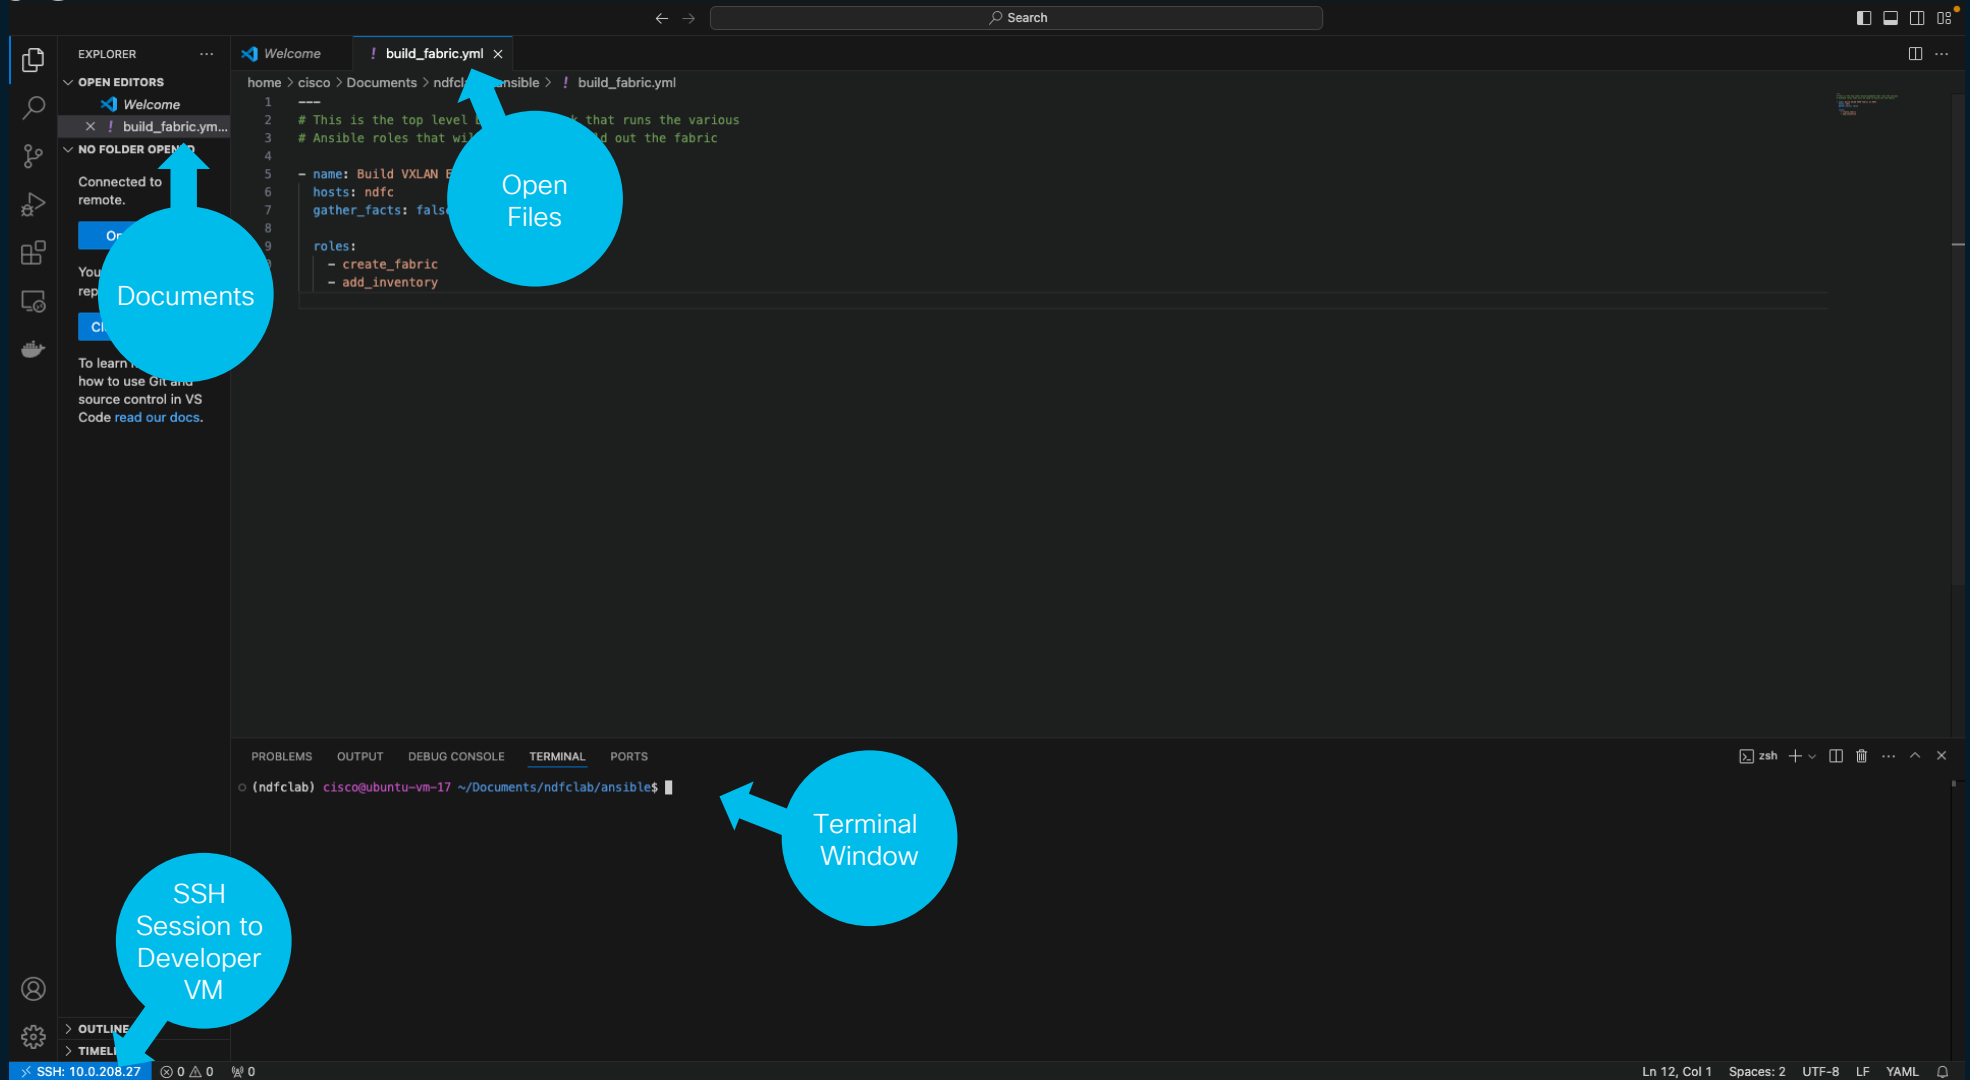 Search
EXPLORER
Welcome
! build_fabric.yml
OPEN EDITORS
Welcome
! build_fabric.ym...
NO FOLDER
Connected to
remote.
To learn
how to use Git and
source control in VS
Code read our docs.
home > cisco > Documents > > ! build_fabric.yml
1 ---
2 # This is the top level that runs the various
3 # Ansible roles that out the fabric
4
5 - name: Build VXLAN
6 hosts: ndfc
7 gather_facts: false
8
9 roles:
- create_fabric
- add_inventory
Documents
Open
Files
PROBLEMS OUTPUT DEBUG CONSOLE TERMINAL PORTS
zsh
(ndfclab) cisco@ubuntu-vm-17 ~/Documents/ndfclab/ansible$
Terminal
Window
SSH
Session to
Developer
VM
OUTLINE
SSH: 10.0.208.27 0 0 0
Ln 12, Col 1 Spaces: 2 UTF-8 LF YAML